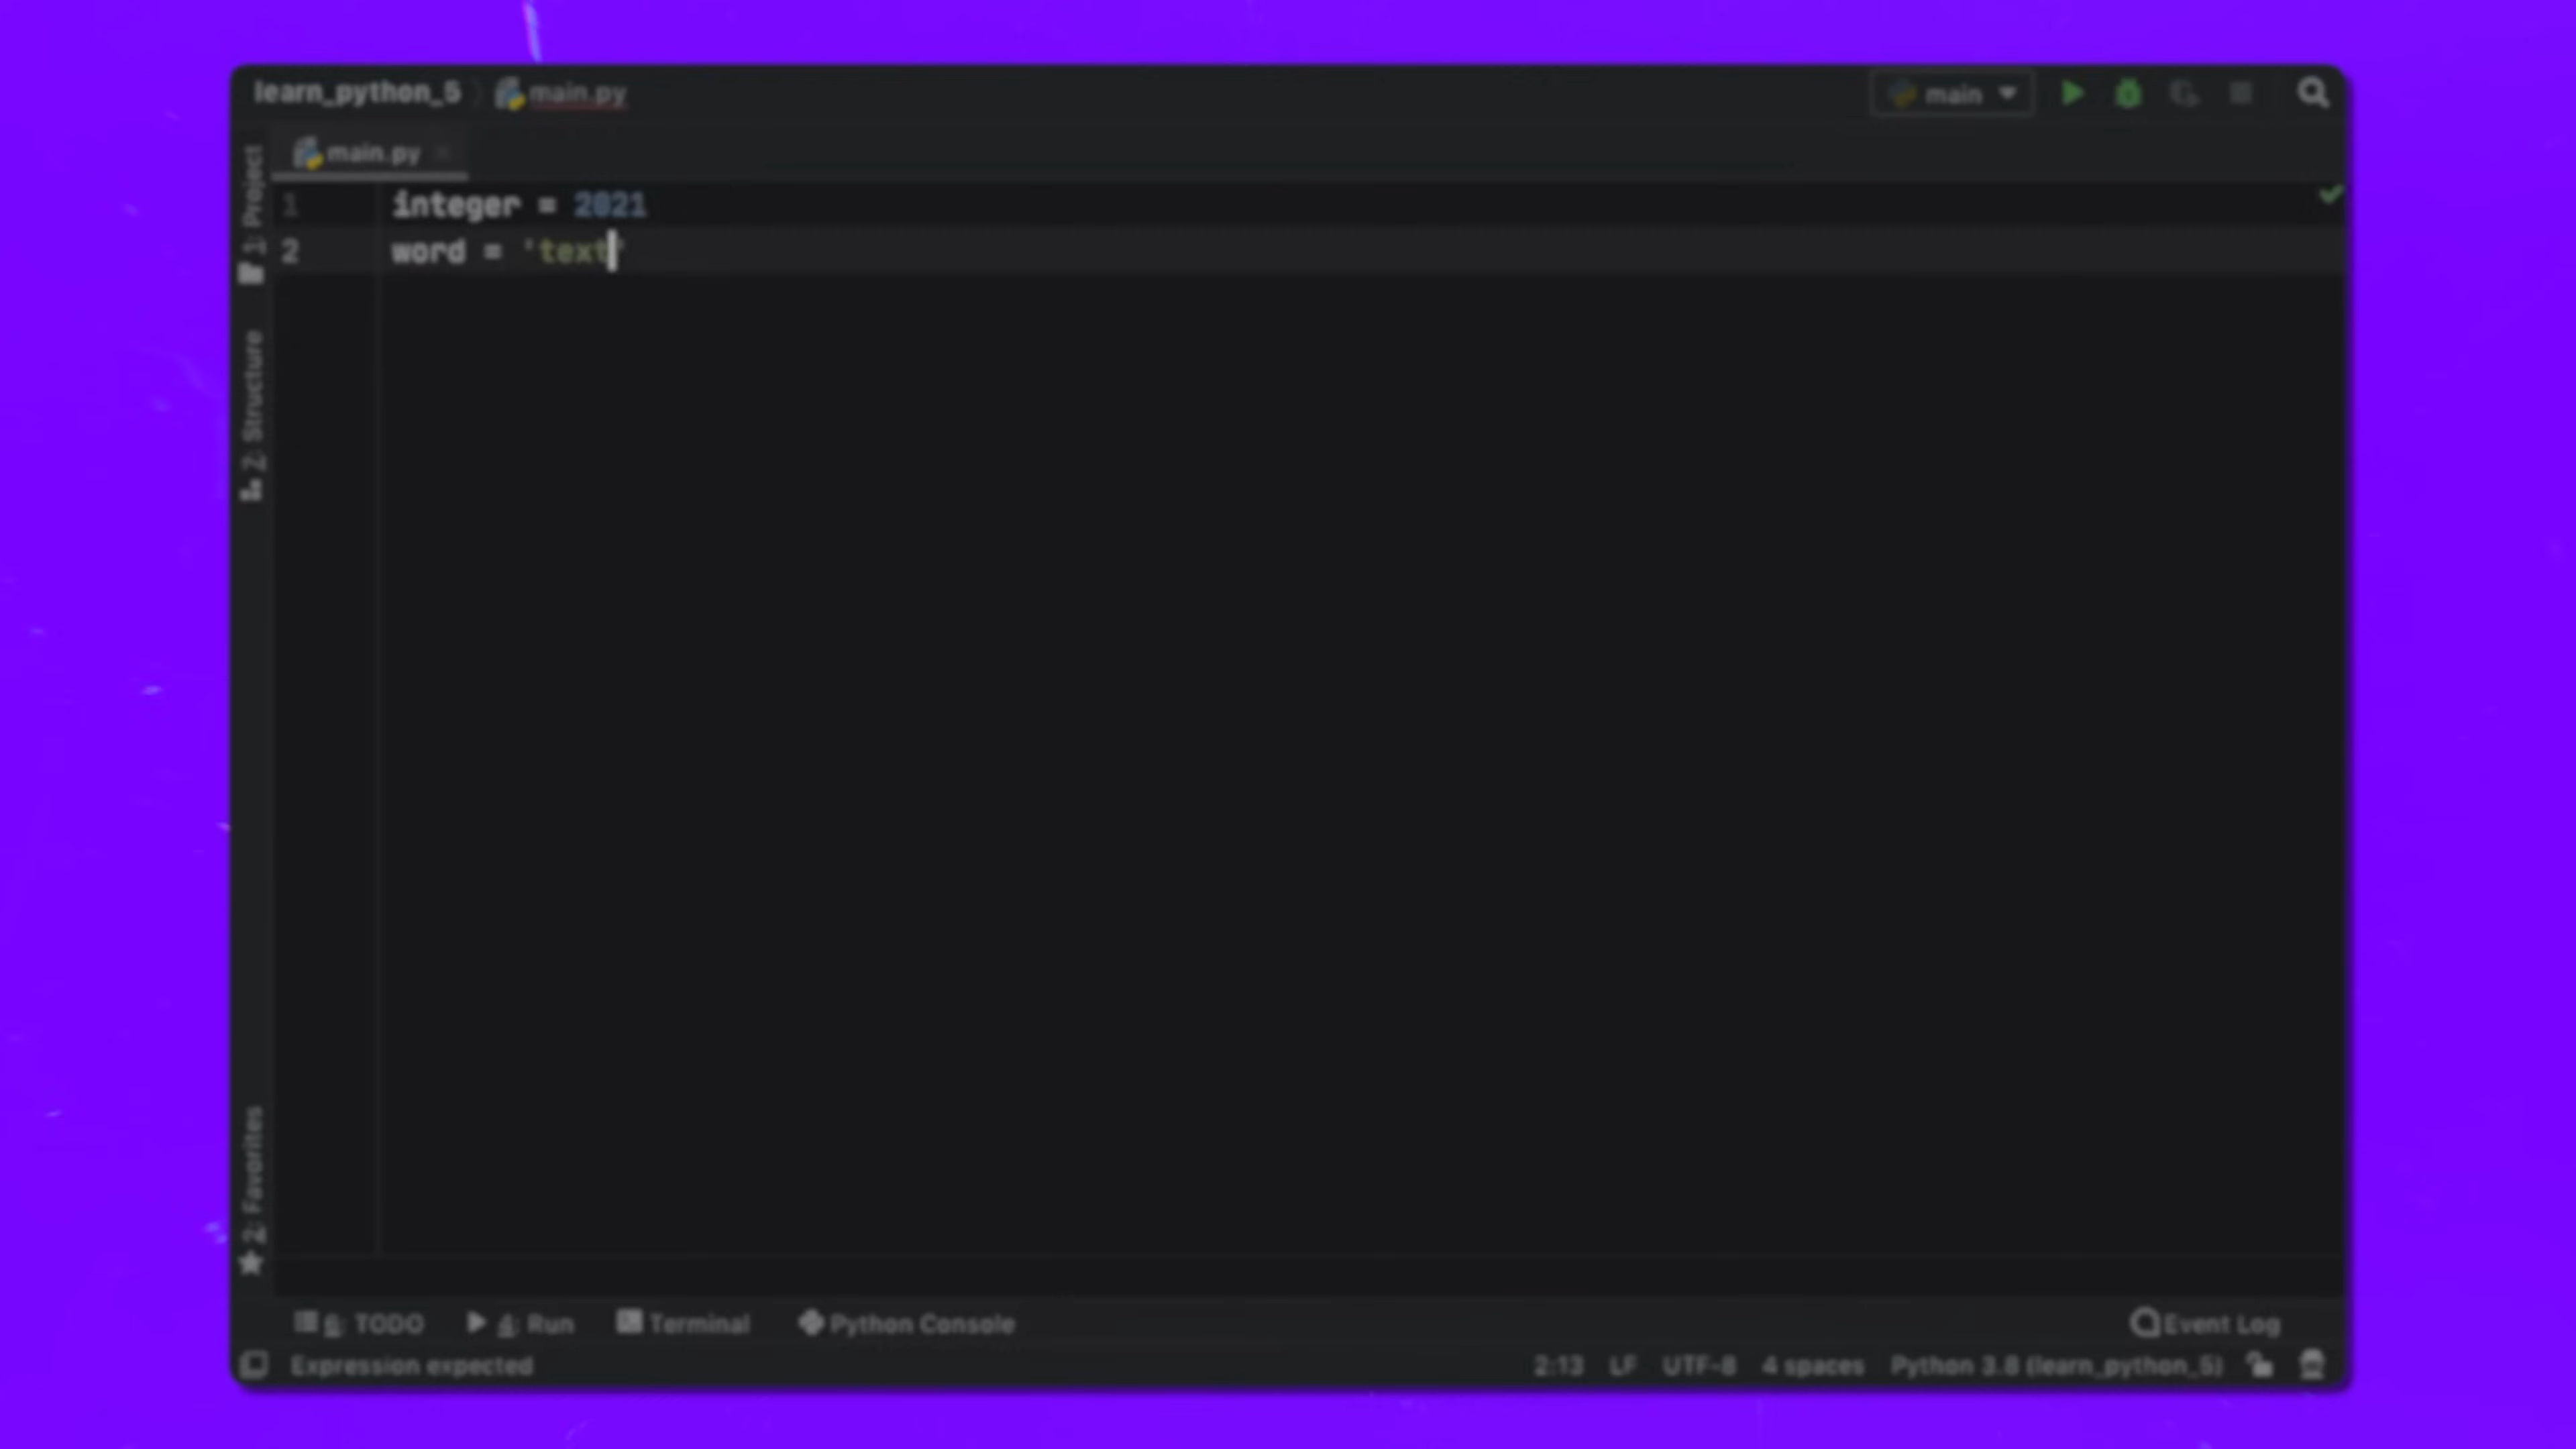 learn_python_5 main.py
main
main.py
1: Project
7: Structure
2: Favorites
1 integer = 2021
2 word = 'text'
6: TODO 4: Run Terminal Python Console Event Log
Expression expected 2:13 LF UTF-8 4 spaces Python 3.8 (learn_python_5)